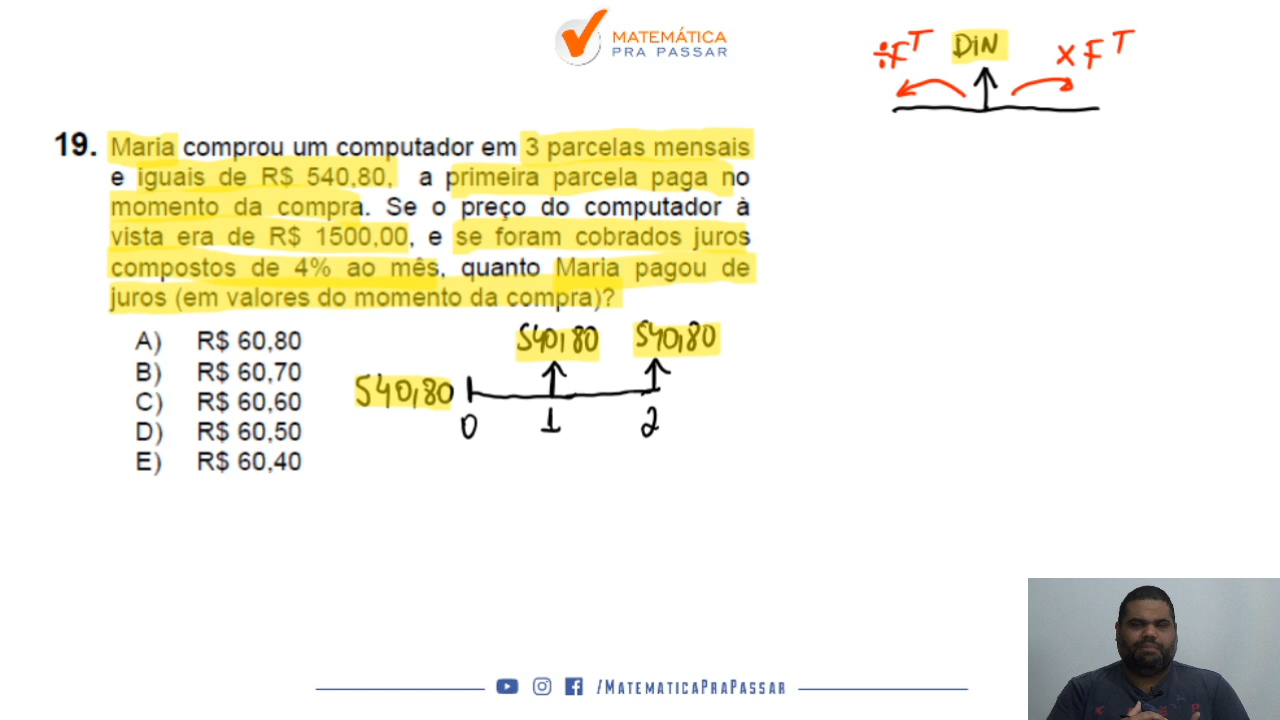 MATEMÁTICA
PRA PASSAR
÷F^T DIN xF^T
19. Maria comprou um computador em 3 parcelas mensais
e iguais de R$ 540,80, a primeira parcela paga no
momento da compra. Se o preço do computador à
vista era de R$ 1500,00, e se foram cobrados juros
compostos de 4% ao mês, quanto Maria pagou de
juros (em valores do momento da compra)?
A) R$ 60,80
B) R$ 60,70
C) R$ 60,60
D) R$ 60,50
E) R$ 60,40
540,80 540,80
540,80
0 1 2
/MATEMATICAPRAPASSAR